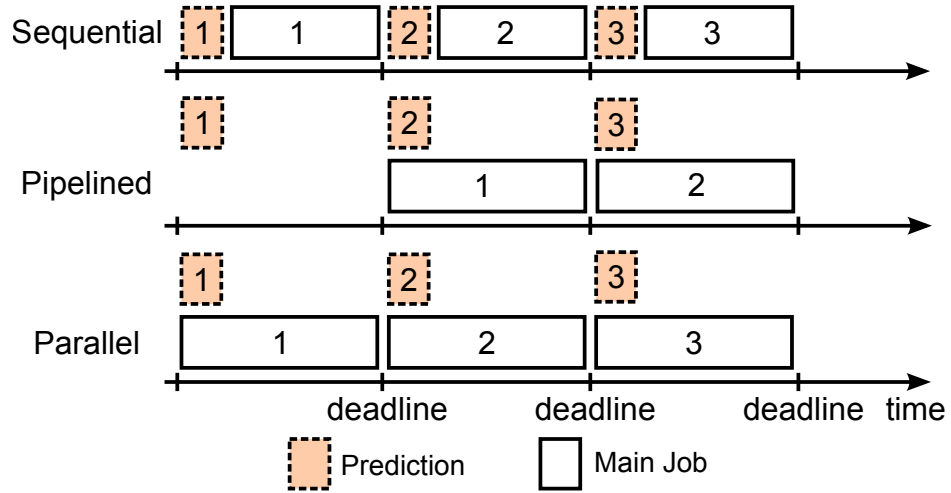 Sequential 1 1 2 2 3 3
1 2 3
Pipelined 1 2
1 2 3
Parallel 1 2 3
deadline deadline deadline time
Prediction Main Job